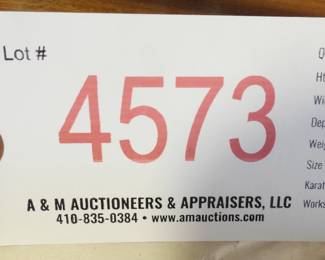 Lot #
4573
A & M AUCTIONEERS & APPRAISERS, LLC
410-835-0384 • www.amauctions.com
Q
Ht
Wi
Dep
Weig
Size
Karat
Works